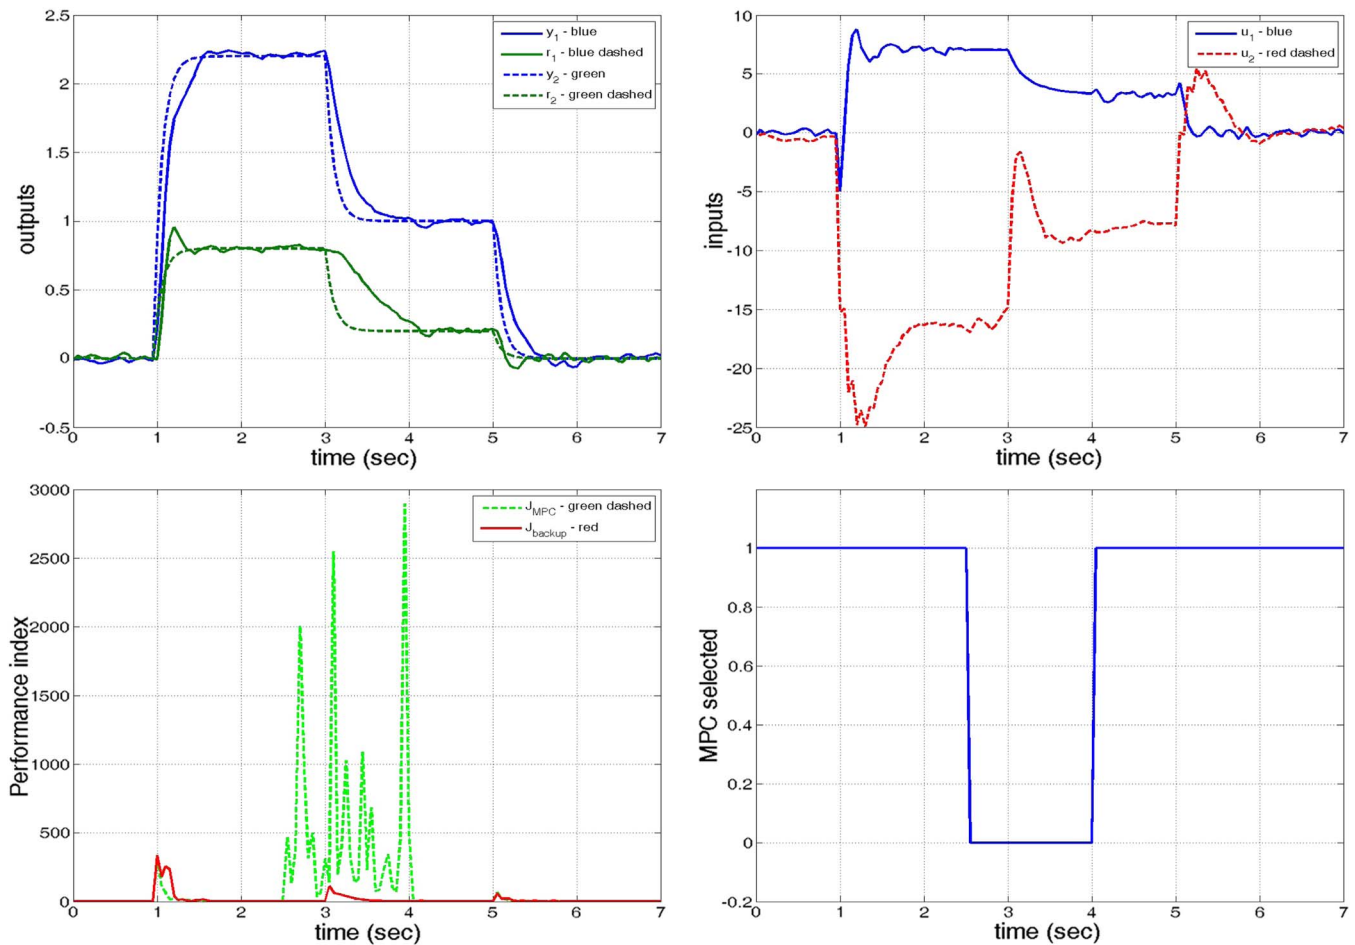 2.5
2
1.5
1
0.5
0
-0.5
outputs
y1 - blue
r1 - blue dashed
y2 - green
r2 - green dashed
0 1 2 3 4 5 6 7
time (sec)
10
5
0
-5
-10
-15
-20
-25
inputs
u1 - blue
u2 - red dashed
0 1 2 3 4 5 6 7
time (sec)
3000
2500
2000
1500
1000
500
0
Performance index
JMPC - green dashed
Jbackup - red
0 1 2 3 4 5 6 7
time (sec)
1
0.8
0.6
0.4
0.2
0
-0.2
MPC selected
0 1 2 3 4 5 6 7
time (sec)